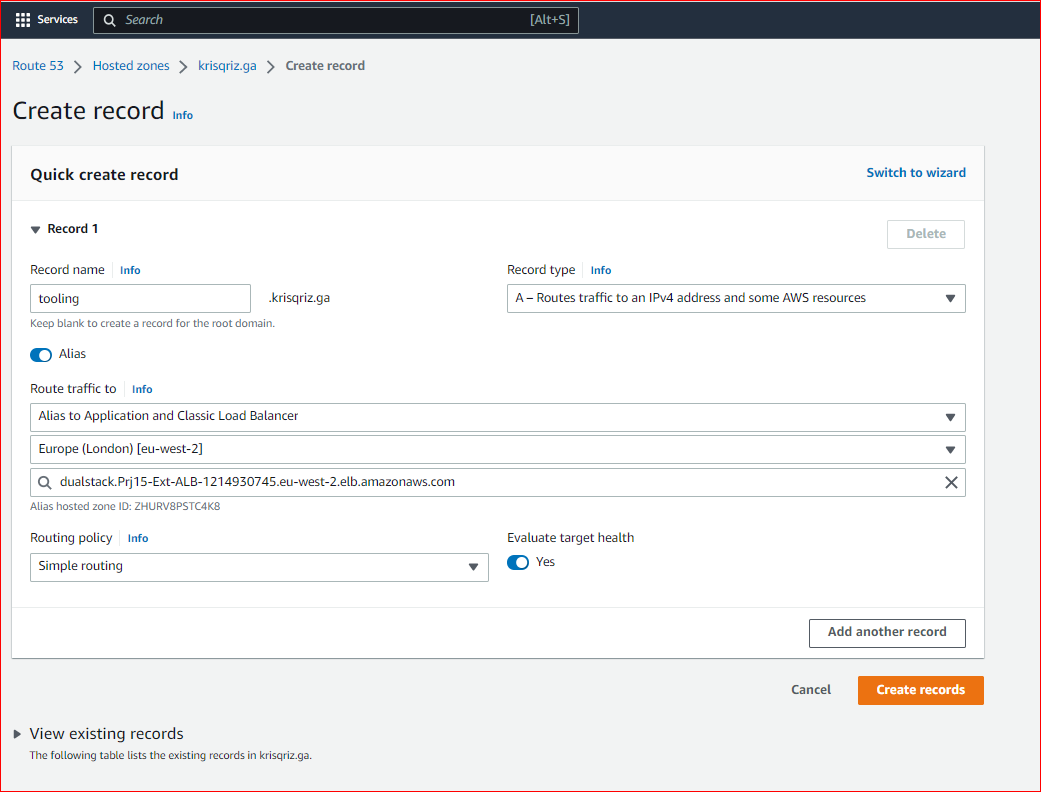 Services Search [Alt+S]
Route 53 Hosted zones krisqriz.ga Create record
Create record Info
Quick create record Switch to wizard
Record 1 Delete
Record name Info Record type Info
tooling .krisqriz.ga A – Routes traffic to an IPv4 address and some AWS resources
Keep blank to create a record for the root domain.
Alias
Route traffic to Info
Alias to Application and Classic Load Balancer
Europe (London) [eu-west-2]
dualstack.Prj15-Ext-ALB-1214930745.eu-west-2.elb.amazonaws.com
Alias hosted zone ID: ZHURV8PSTC4K8
Routing policy Info Evaluate target health
Simple routing Yes
Add another record
Cancel Create records
View existing records
The following table lists the existing records in krisqriz.ga.